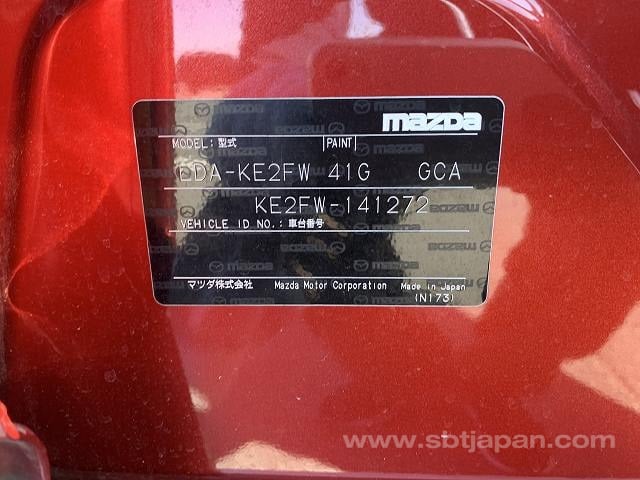 mazda
MODEL: 型式 PAINT
LDA-KE2FW 41G GCA
KE2FW-141272
VEHICLE ID NO.: 車台番号
マツダ株式会社 Mazda Motor Corporation Made in Japan
(N173)
www.sbtjapan.com